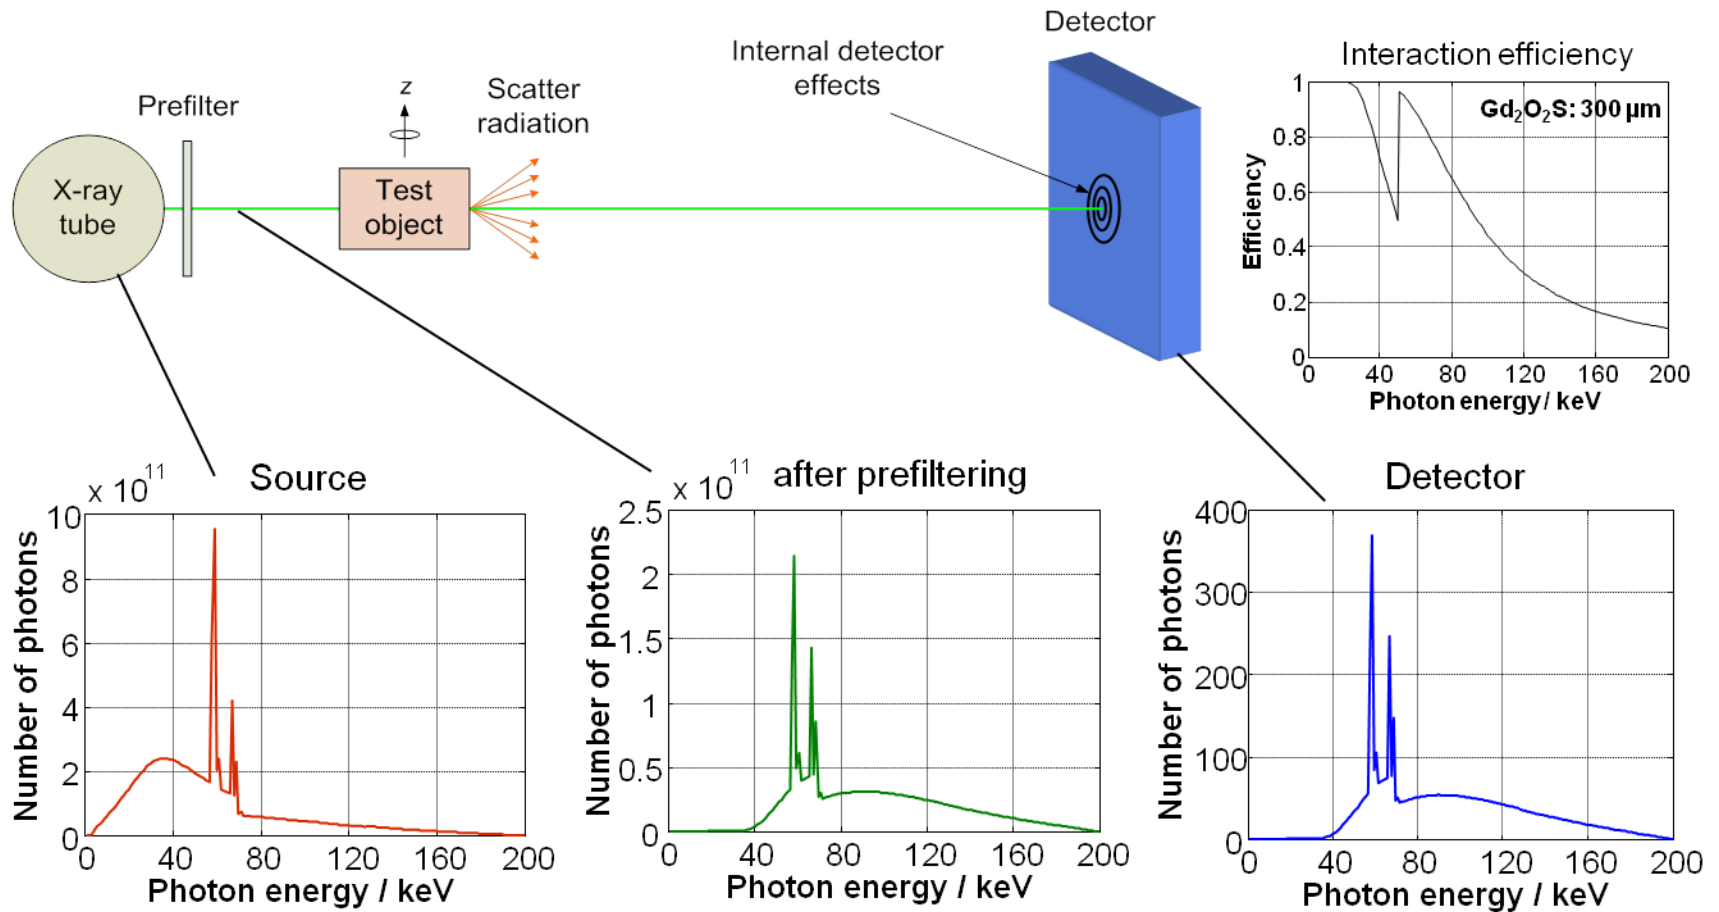 Detector
Internal detector
effects
Interaction efficiency
Prefilter
z
Scatter
radiation
X-ray
tube
Test
object
1
0.8
0.6
0.4
0.2
0
Efficiency
Gd₂O₂S: 300 µm
0 40 80 120 160 200
Photon energy/ keV
Source
x 10¹¹
10
8
6
4
2
0
Number of photons
0 40 80 120 160 200
Photon energy / keV
after prefiltering
x 10¹¹
2.5
2
1.5
1
0.5
0
Number of photons
0 40 80 120 160 200
Photon energy / keV
Detector
400
300
200
100
0
Number of photons
0 40 80 120 160 200
Photon energy / keV